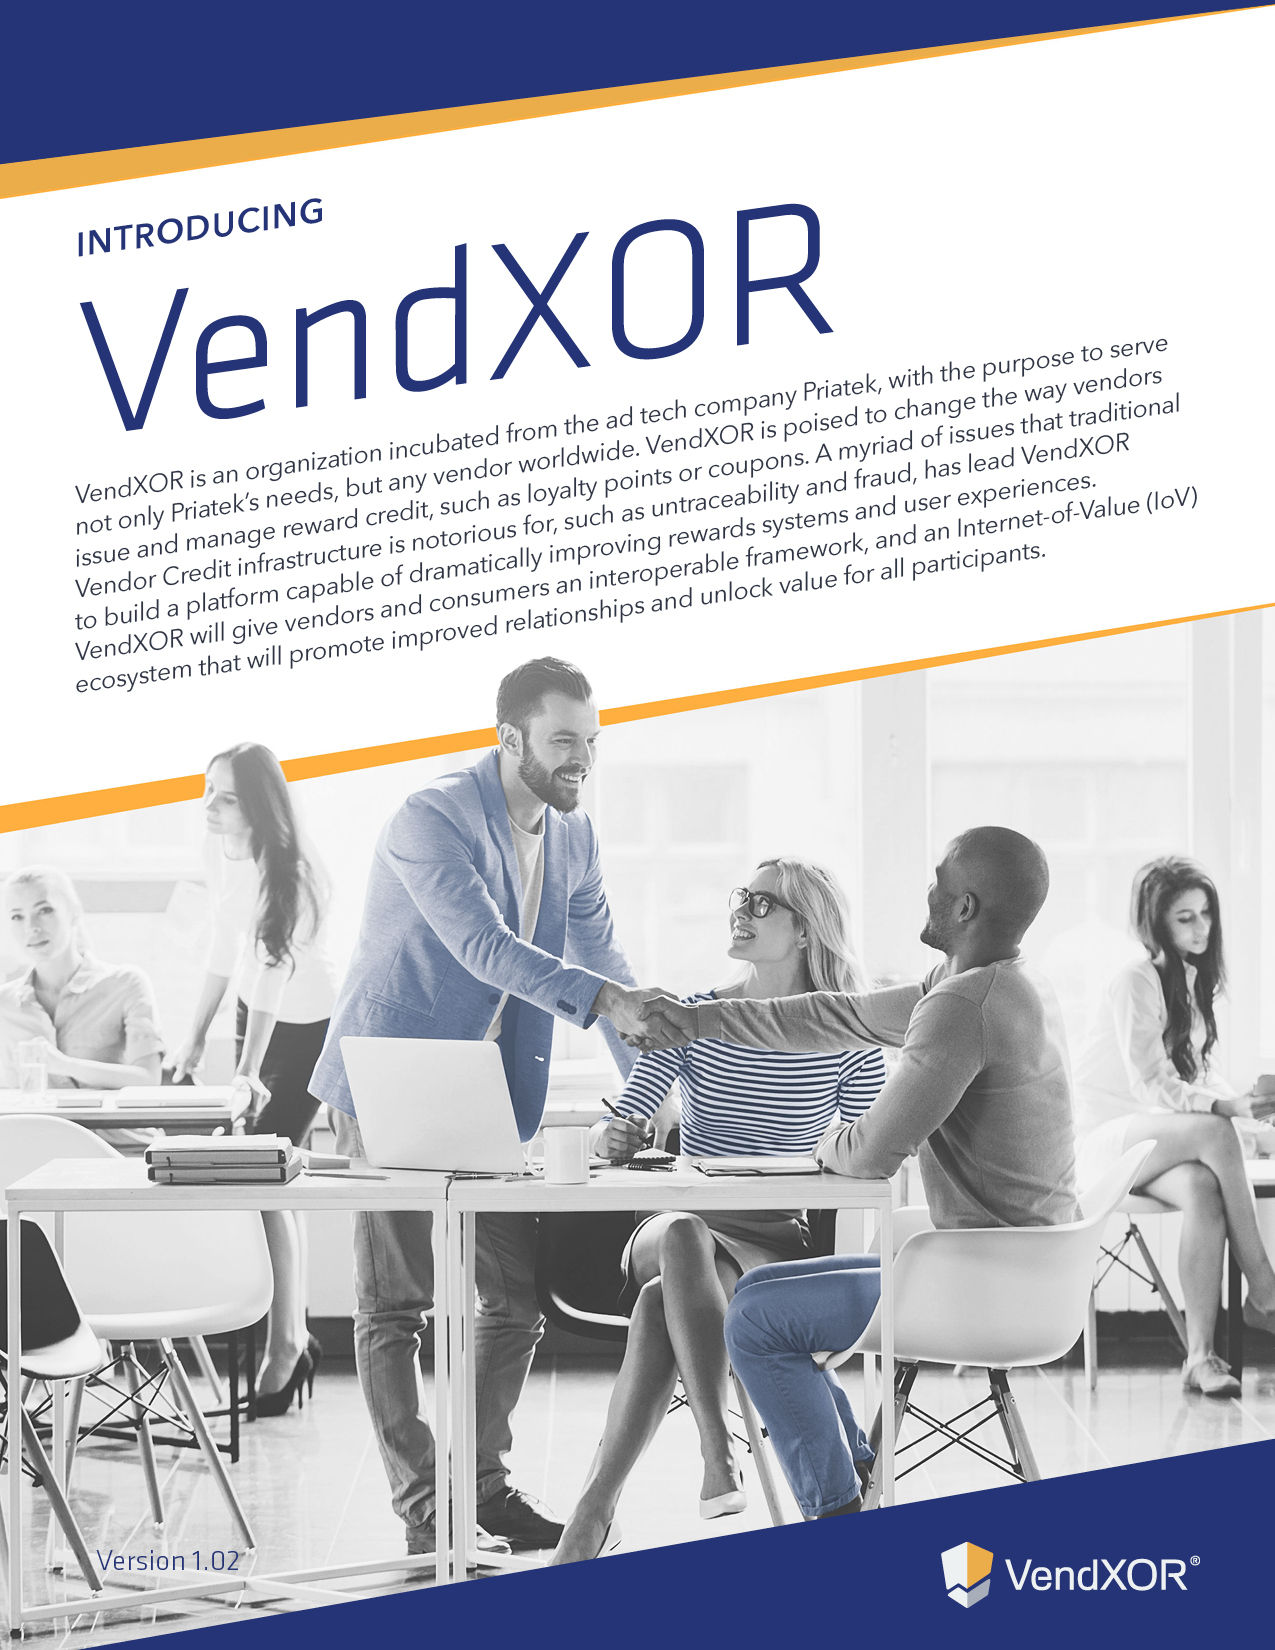 INTRODUCING
VendXOR
VendXOR is an organization incubated from the ad tech company Priatek, with the purpose to serve
not only Priatek’s needs, but any vendor worldwide. VendXOR is poised to change the way vendors
issue and manage reward credit, such as loyalty points or coupons. A myriad of issues that traditional
Vendor Credit infrastructure is notorious for, such as untraceability and fraud, has lead VendXOR
to build a platform capable of dramatically improving rewards systems and user experiences.
VendXOR will give vendors and consumers an interoperable framework, and an Internet-of-Value (IoV)
ecosystem that will promote improved relationships and unlock value for all participants.
Version 1.02
VendXOR®